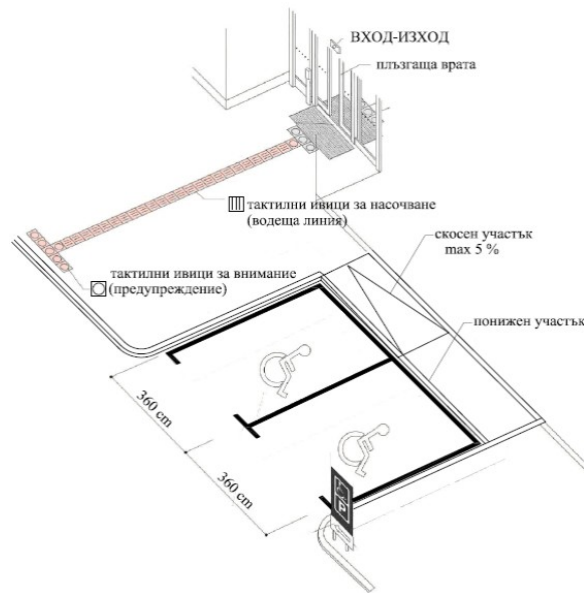 ВХОД-ИЗХОД
плъзгаща врата
тактилни ивици за насочване
(водеща линия)
скосен участък
max 5 %
тактилни ивици за внимание
(предупреждение)
понижен участък
360 cm
360 cm
P